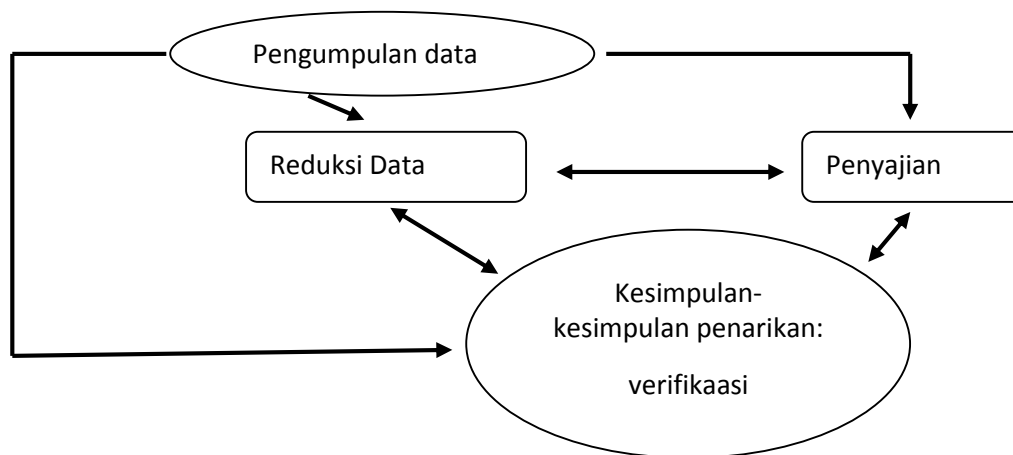 Pengumpulan data
Reduksi Data
Penyajian
Kesimpulan-
kesimpulan penarikan:
verifikaasi